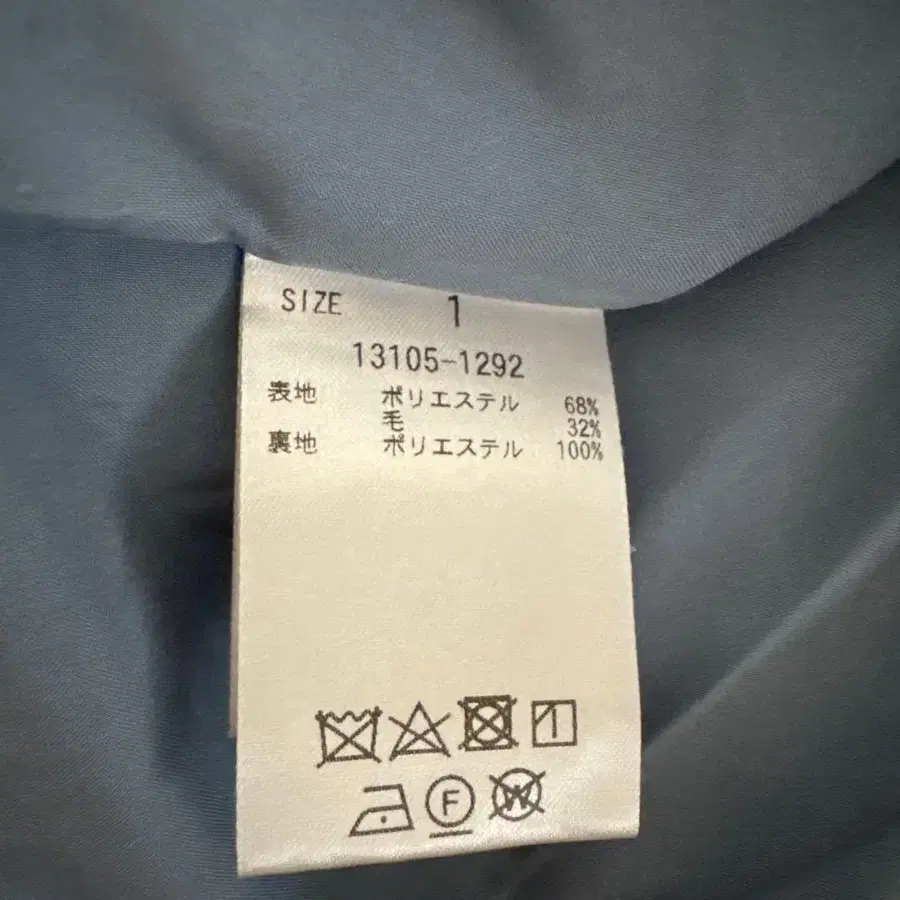 SIZE 1
13105-1292
表地 ポリエステル 68%
毛 32%
裏地 ポリエステル 100%
F W